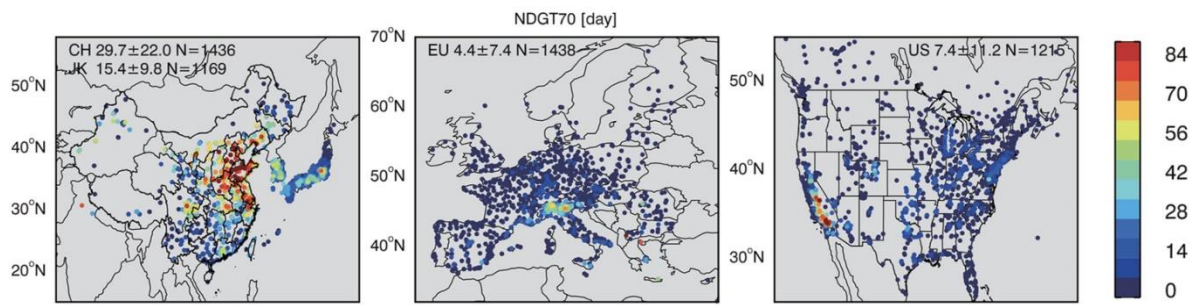 NDGT70 [day]
CH 29.7±22.0 N=1436
JK 15.4±9.8 N=1169
50°N
40°N
30°N
20°N
EU 4.4±7.4 N=1438
70°N
60°N
50°N
40°N
US 7.4±11.2 N=1215
50°N
40°N
30°N
84
70
56
42
28
14
0